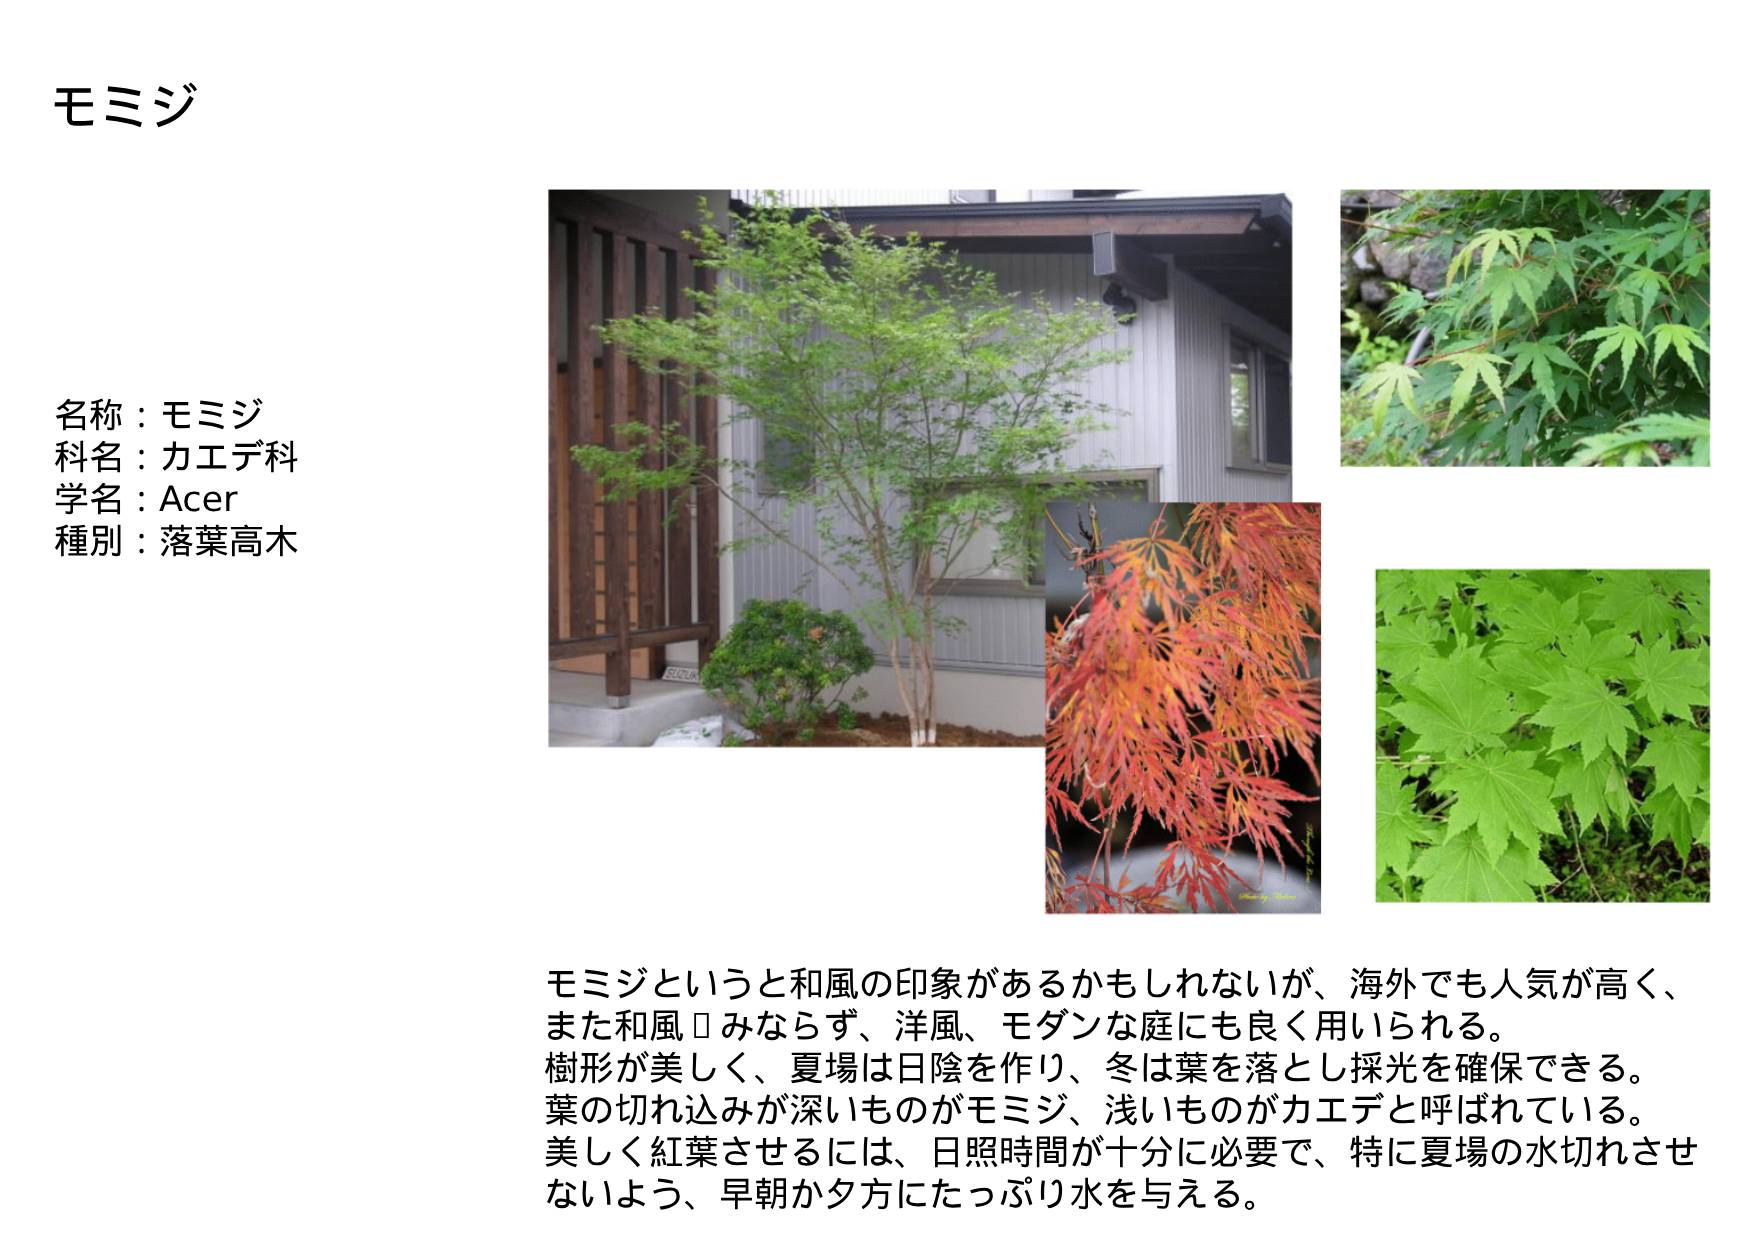 モミジ
名称：モミジ
科名：カエデ科
学名：Acer
種別：落葉高木
SUZUK
モミジというと和風の印象があるかもしれないが、海外でも人気が高く、
また和風 みならず、洋風、モダンな庭にも良く用いられる。
樹形が美しく、夏場は日陰を作り、冬は葉を落とし採光を確保できる。
葉の切れ込みが深いものがモミジ、浅いものがカエデと呼ばれている。
美しく紅葉させるには、日照時間が十分に必要で、特に夏場の水切れさせ
ないよう、早朝か夕方にたっぷり水を与える。